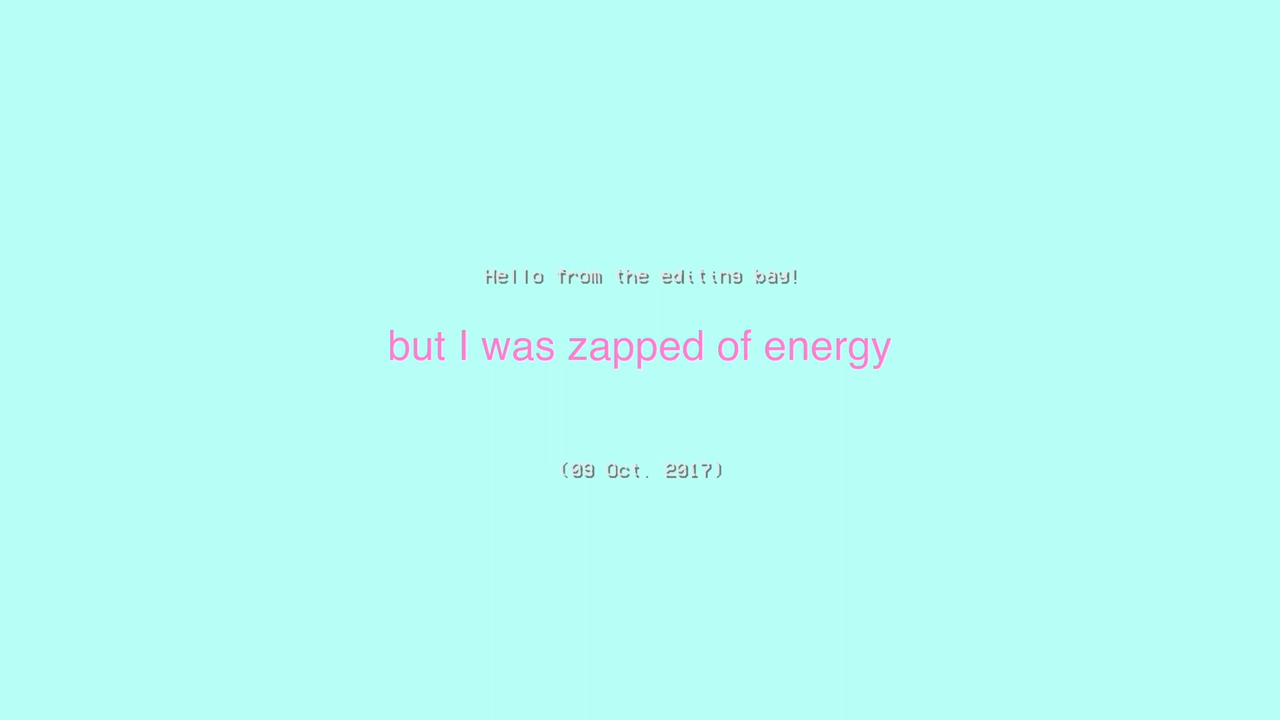 Hello from the editing bay!
but I was zapped of energy
(09 Oct. 2017)